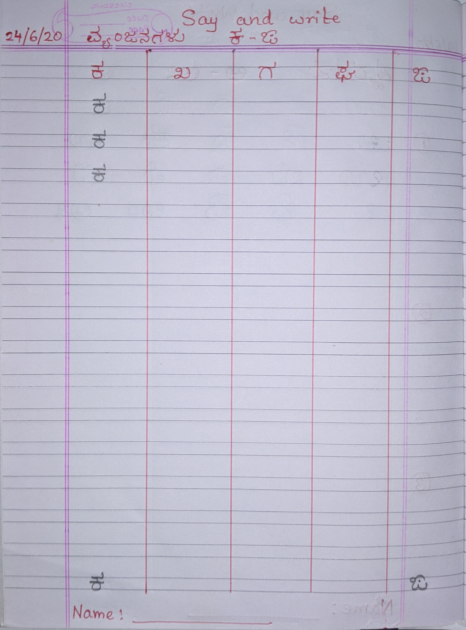 Say and write
24/6/20 ವ್ಯಂಜನಗಳು ಕ - ಙ
ಕ ಖ ಗ ಘ ಙ
ಕ
ಕ
ಕ
ಕ ಙ
Name: